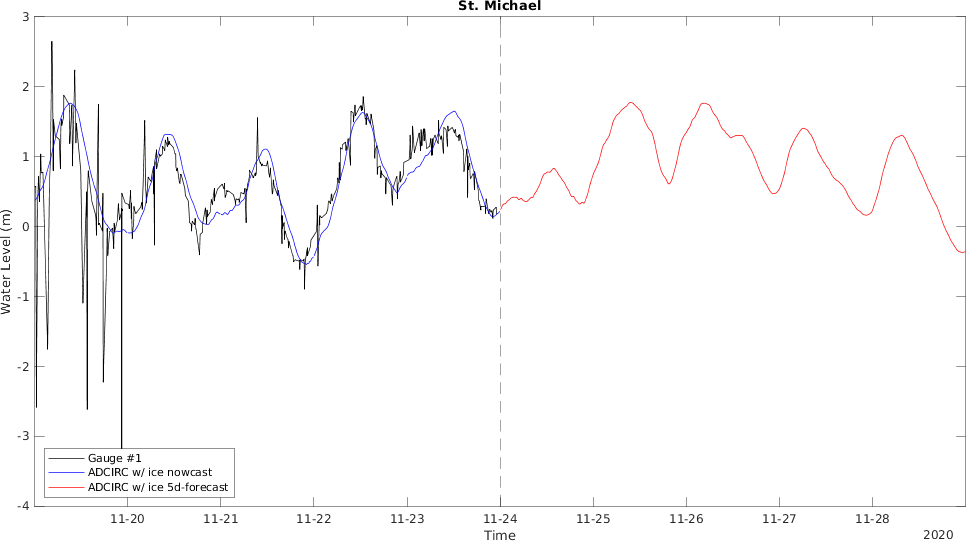 St. Michael
3
2
1
0
-1
-2
-3
-4
Water Level (m)
Gauge #1
ADCIRC w/ ice nowcast
ADCIRC w/ ice 5d-forecast
11-20 11-21 11-22 11-23 11-24 11-25 11-26 11-27 11-28
Time
2020